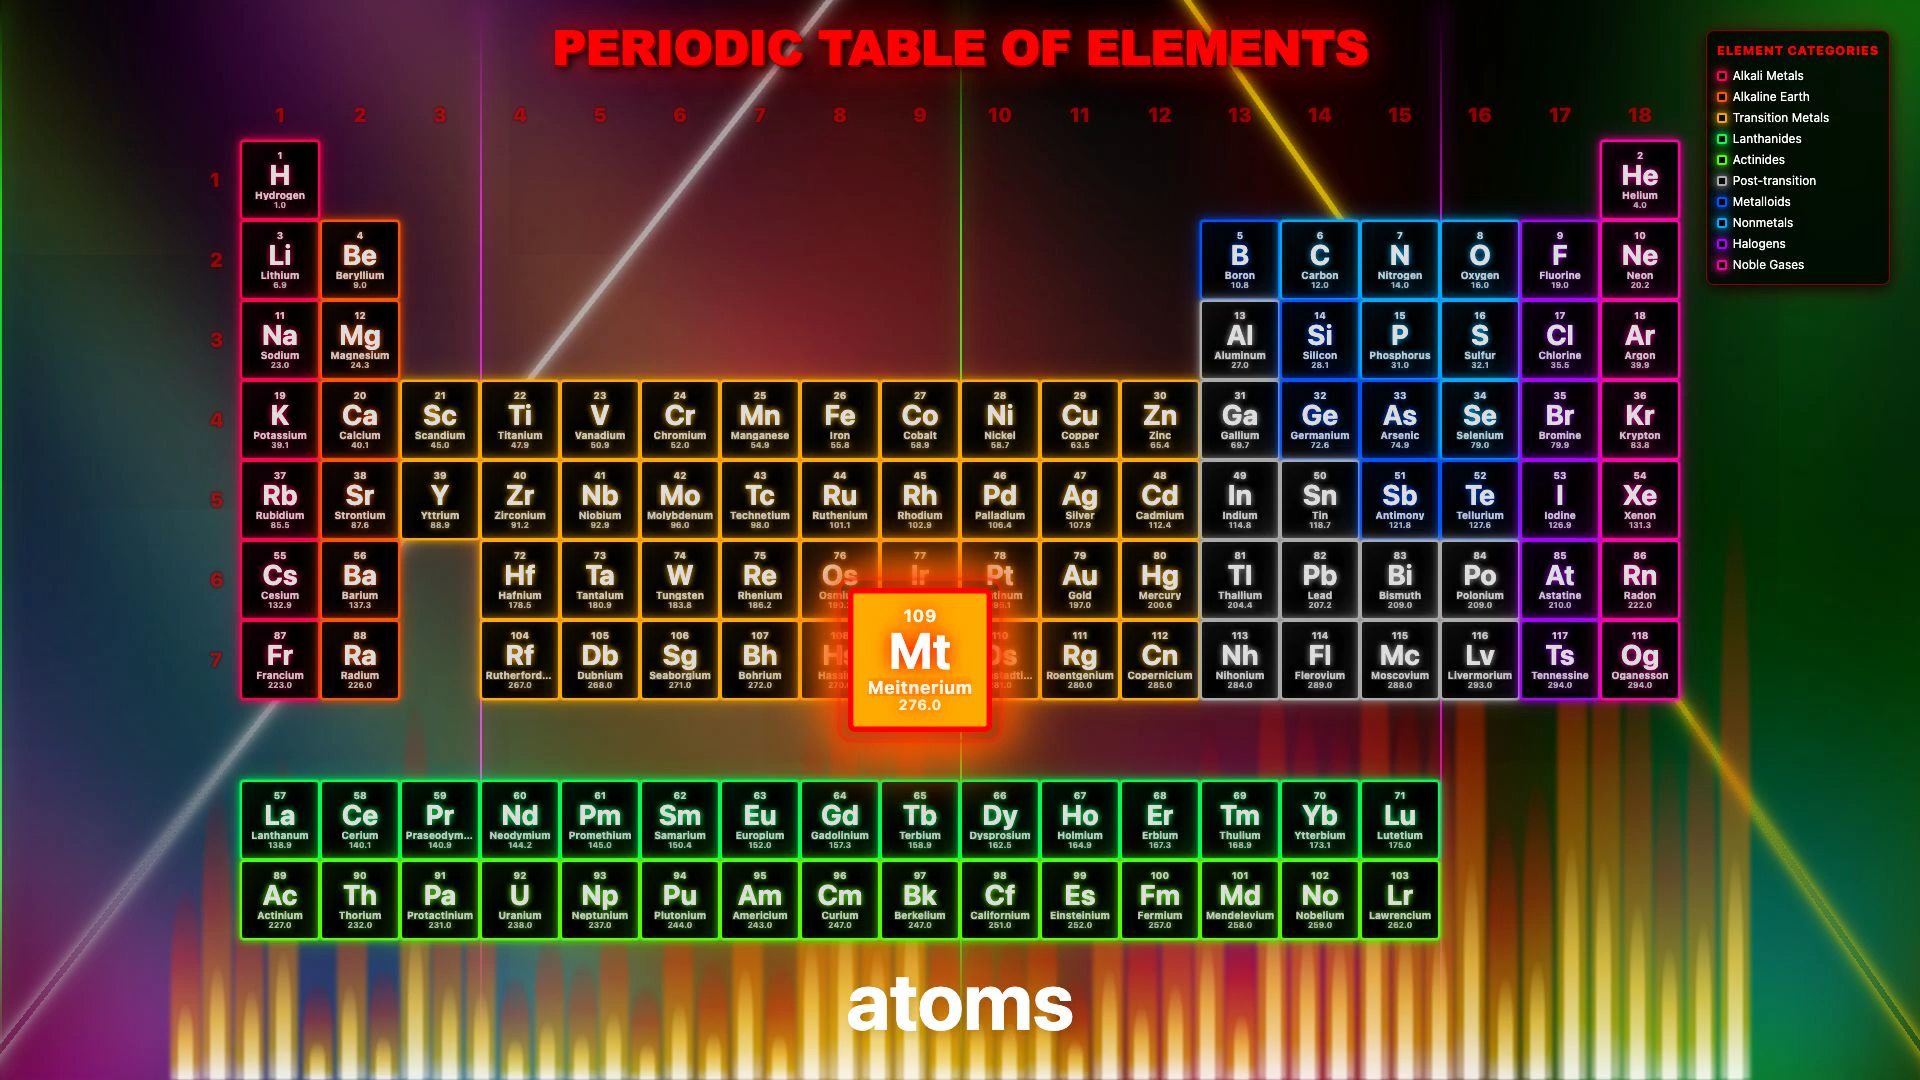 PERIODIC TABLE OF ELEMENTS
ELEMENT CATEGORIES
Alkali Metals
Alkaline Earth
Transition Metals
Lanthanides
Actinides
Post-transition
Metalloids
Nonmetals
Halogens
Noble Gases
1 2 3 4 5 6 7 8 9 10 11 12 13 14 15 16 17 18
1
1 2
H He
Hydrogen Helium
1.0 4.0
2
3 4 5 6 7 8 9 10
Li Be B C N O F Ne
Lithium Beryllium Boron Carbon Nitrogen Oxygen Fluorine Neon
6.9 9.0 10.8 12.0 14.0 16.0 19.0 20.2
3
11 12 13 14 15 16 17 18
Na Mg Al Si P S Cl Ar
Sodium Magnesium Aluminum Silicon Phosphorus Sulfur Chlorine Argon
23.0 24.3 27.0 28.1 31.0 32.1 35.5 39.9
4
19 20 21 22 23 24 25 26 27 28 29 30 31 32 33 34 35 36
K Ca Sc Ti V Cr Mn Fe Co Ni Cu Zn Ga Ge As Se Br Kr
Potassium Calcium Scandium Titanium Vanadium Chromium Manganese Iron Cobalt Nickel Copper Zinc Gallium Germanium Arsenic Selenium Bromine Krypton
39.1 40.1 45.0 47.9 50.9 52.0 54.9 55.8 58.9 58.7 63.5 65.4 69.7 72.6 74.9 79.0 79.9 83.8
5
37 38 39 40 41 42 43 44 45 46 47 48 49 50 51 52 53 54
Rb Sr Y Zr Nb Mo Tc Ru Rh Pd Ag Cd In Sn Sb Te I Xe
Rubidium Strontium Yttrium Zirconium Niobium Molybdenum Technetium Ruthenium Rhodium Palladium Silver Cadmium Indium Tin Antimony Tellurium Iodine Xenon
85.5 87.6 88.9 91.2 92.9 96.0 98.0 101.1 102.9 106.4 107.9 112.4 114.8 118.7 121.8 127.6 126.9 131.3
6
55 56 72 73 74 75 76 77 78 79 80 81 82 83 84 85 86
Cs Ba Hf Ta W Re Os Ir Pt Au Hg Tl Pb Bi Po At Rn
Cesium Barium Hafnium Tantalum Tungsten Rhenium Gold Mercury Thallium Lead Bismuth Polonium Astatine Radon
132.9 137.3 178.5 180.9 183.8 186.2 197.0 200.6 204.4 207.2 209.0 209.0 210.0 222.0
7
87 88 104 105 106 107 108 109 110 111 112 113 114 115 116 117 118
Fr Ra Rf Db Sg Bh Hs Mt Ds Rg Cn Nh Fl Mc Lv Ts Og
Francium Radium Rutherford... Dubnium Seaborgium Bohrium Meitnerium Roentgenium Copernicium Nihonium Flerovium Moscovium Livermorium Tennessine Oganesson
223.0 226.0 267.0 268.0 271.0 272.0 276.0 280.0 285.0 284.0 289.0 288.0 293.0 294.0 294.0
57 58 59 60 61 62 63 64 65 66 67 68 69 70 71
La Ce Pr Nd Pm Sm Eu Gd Tb Dy Ho Er Tm Yb Lu
Lanthanum Cerium Praseodym... Neodymium Promethium Samarium Europium Gadolinium Terbium Dysprosium Holmium Erbium Thulium Ytterbium Lutetium
138.9 140.1 140.9 144.2 145.0 150.4 152.0 157.3 158.9 162.5 164.9 167.3 168.9 173.1 175.0
89 90 91 92 93 94 95 96 97 98 99 100 101 102 103
Ac Th Pa U Np Pu Am Cm Bk Cf Es Fm Md No Lr
Actinium Thorium Protactinium Uranium Neptunium Plutonium Americium Curium Berkelium Californium Einsteinium Fermium Mendelevium Nobelium Lawrencium
227.0 232.0 231.0 238.0 237.0 244.0 243.0 247.0 247.0 251.0 252.0 257.0 258.0 259.0 262.0
atoms